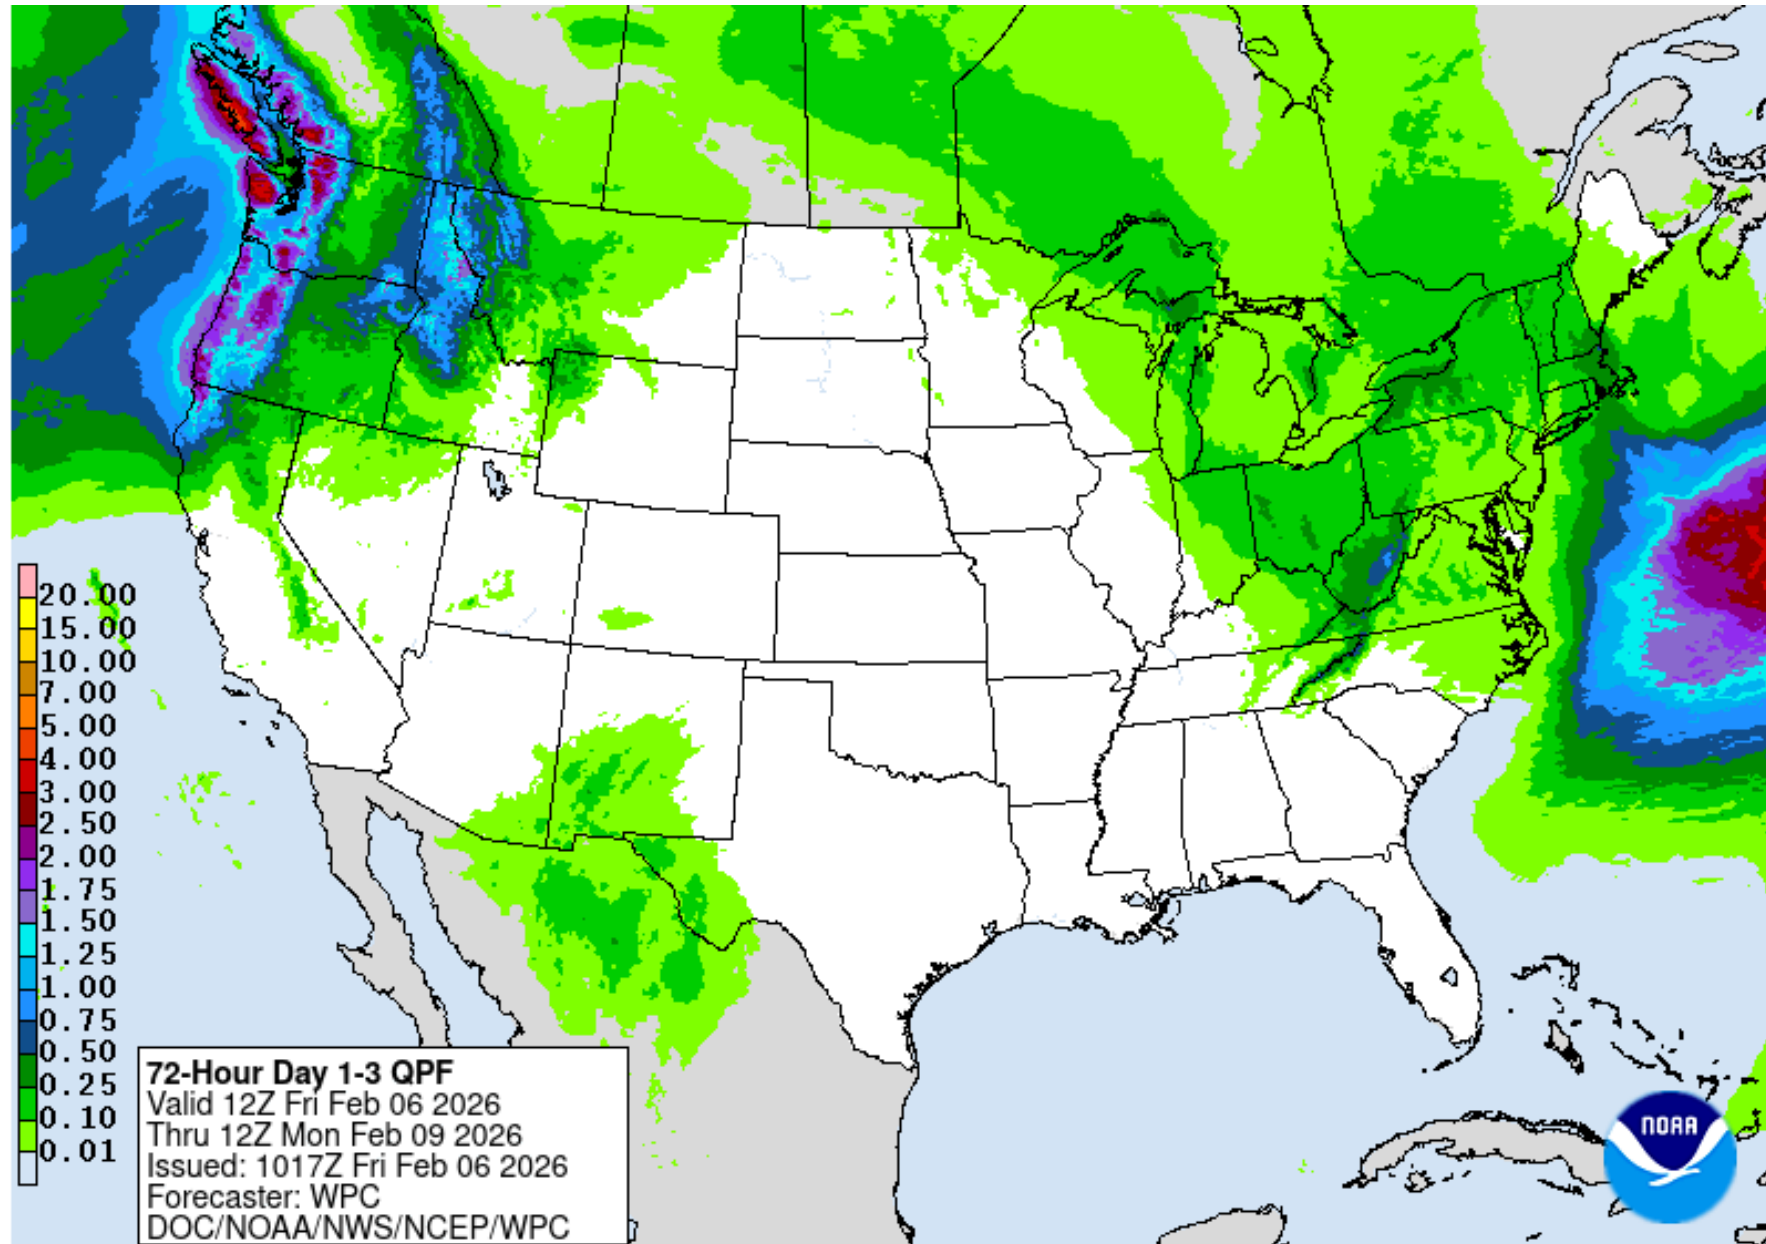 20.00
15.00
10.00
7.00
5.00
4.00
3.00
2.50
2.00
1.75
1.50
1.25
1.00
0.75
0.50
0.25
0.10
0.01
72-Hour Day 1-3 QPF
Valid 12Z Fri Feb 06 2026
Thru 12Z Mon Feb 09 2026
Issued: 1017Z Fri Feb 06 2026
Forecaster: WPC
DOC/NOAA/NWS/NCEP/WPC
NOAA